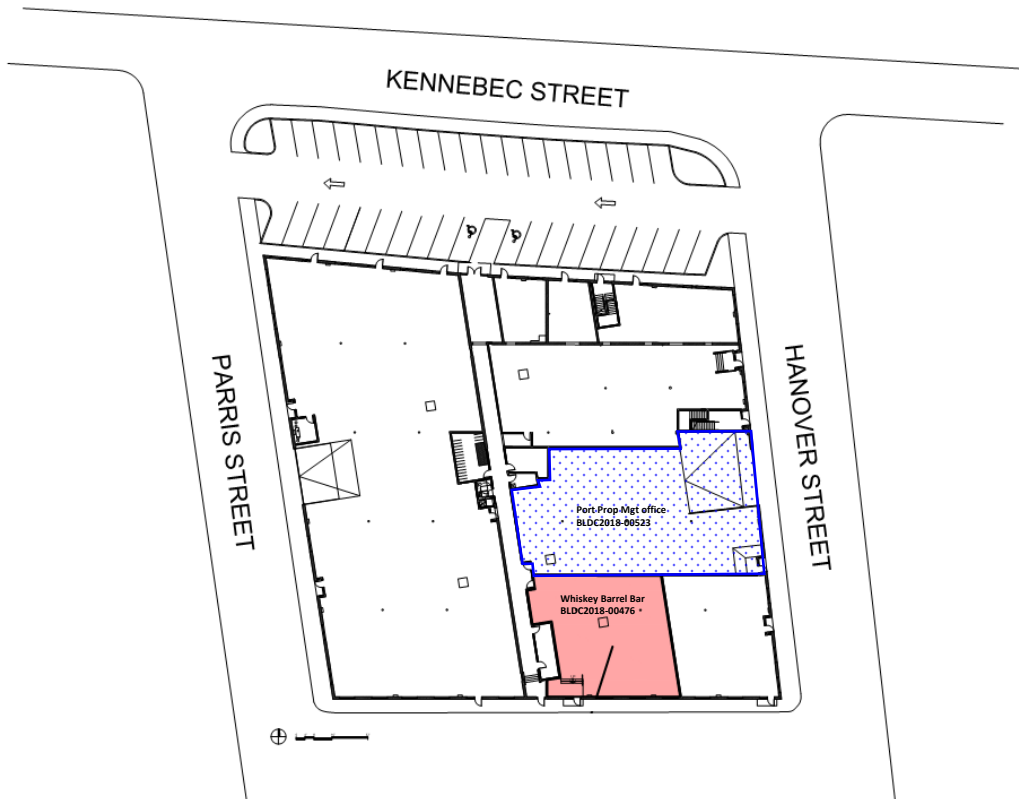 KENNEBEC STREET
PARRIS STREET
HANOVER STREET
Port Prop Mgt office
BLDC2018-00523
Whiskey Barrel Bar
BLDC2018-00476